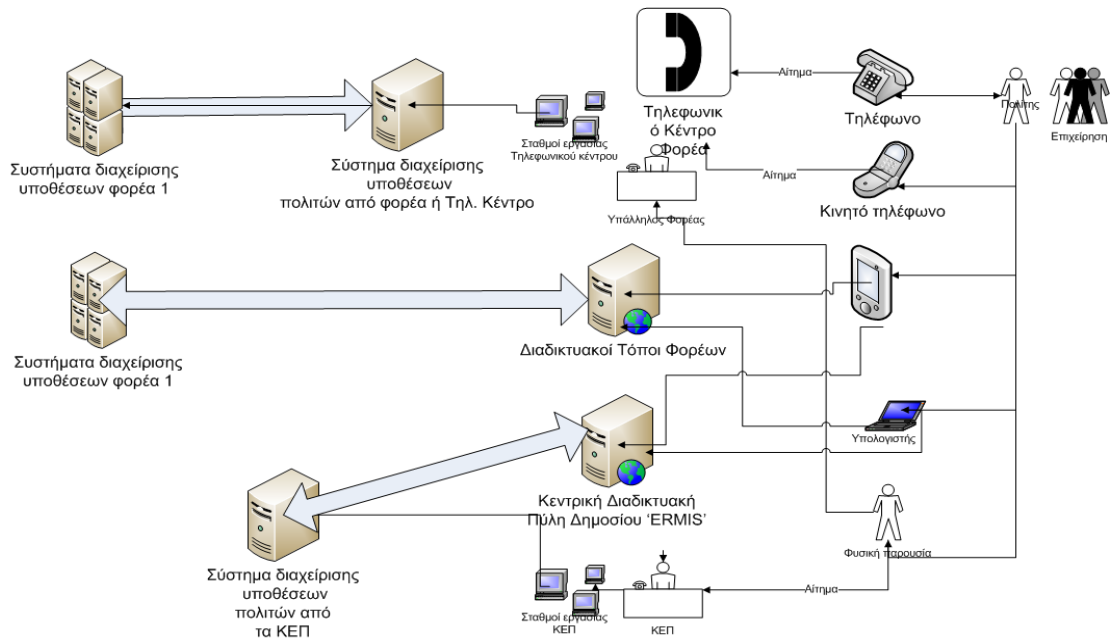 Αίτημα
Πολίτης
Επιχείρηση
Τηλεφωνικ
ό Κέντρο
Φορέα
Τηλέφωνο
Σταθμοί εργασίας
Τηλεφωνικού κέντρου
Συστήματα διαχείρισης
υποθέσεων φορέα 1
Σύστημα διαχείρισης
υποθέσεων
πολιτών από φορέα ή Τηλ. Κέντρο
Αίτημα
Κινητό τηλέφωνο
Υπάλληλος Φορέας
Διαδικτυακοί Τόποι Φορέων
Συστήματα διαχείρισης
υποθέσεων φορέα 1
Υπολογιστής
Κεντρική Διαδικτυακή
Πύλη Δημοσίου ‘ERMIS’
Φυσική παρουσία
Σύστημα διαχείρισης
υποθέσεων
πολιτών από
τα ΚΕΠ
Αίτημα
Σταθμοί εργασίας
ΚΕΠ
ΚΕΠ